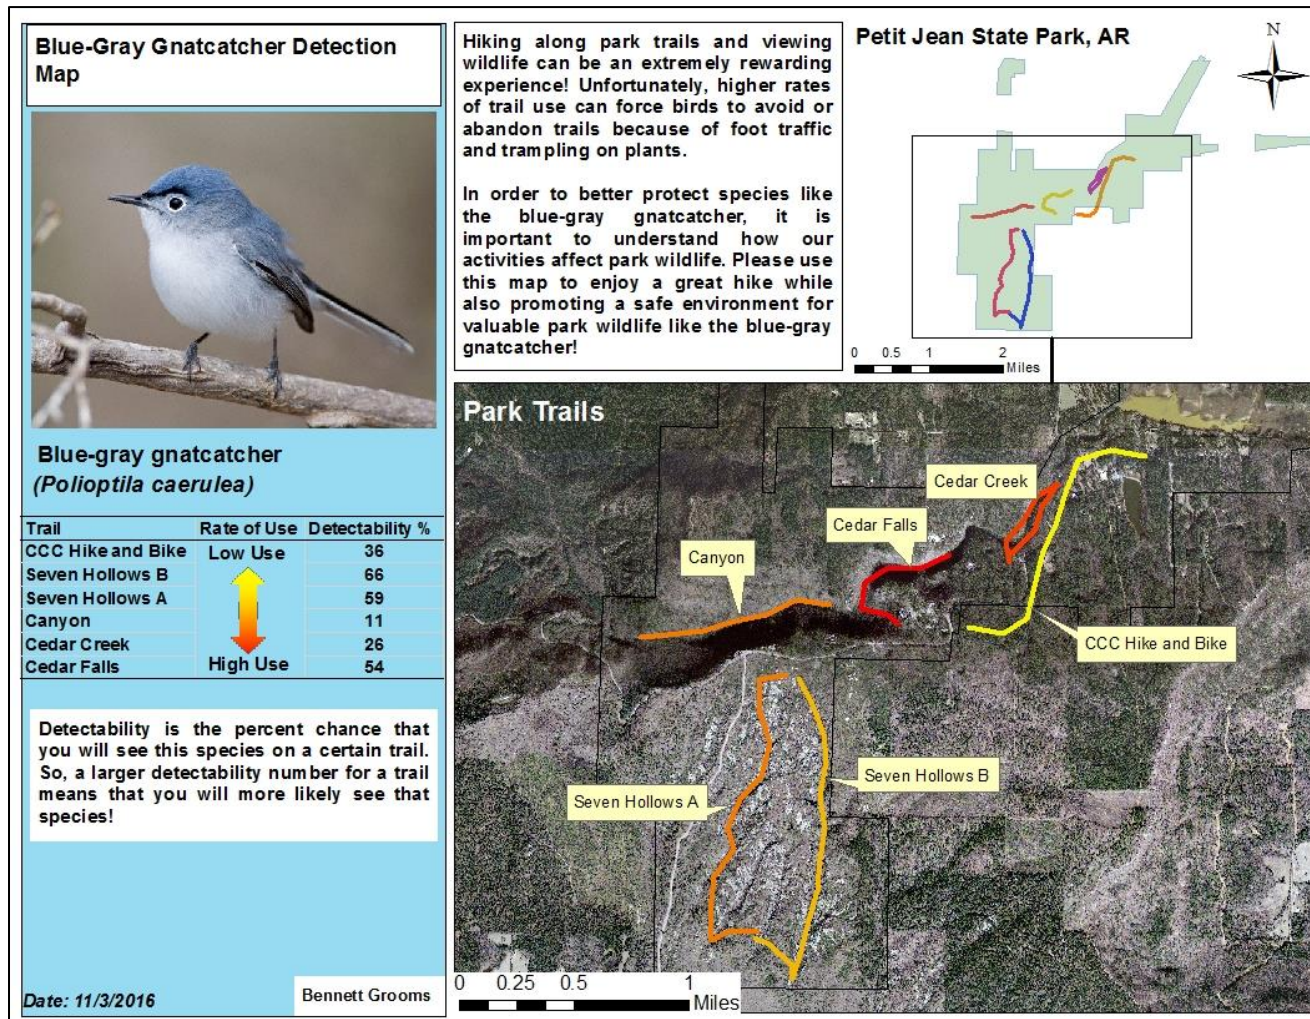 Blue-Gray Gnatcatcher Detection
Map
Blue-gray gnatcatcher
(Polioptila caerulea)
Trail Rate of Use Detectability %
CCC Hike and Bike Low Use 36
Seven Hollows B 66
Seven Hollows A 59
Canyon 11
Cedar Creek 26
Cedar Falls High Use 54
Detectability is the percent chance that
you will see this species on a certain trail.
So, a larger detectability number for a trail
means that you will more likely see that
species!
Date: 11/3/2016
Bennett Grooms
Hiking along park trails and viewing
wildlife can be an extremely rewarding
experience! Unfortunately, higher rates
of trail use can force birds to avoid or
abandon trails because of foot traffic
and trampling on plants.
In order to better protect species like
the blue-gray gnatcatcher, it is
important to understand how our
activities affect park wildlife. Please use
this map to enjoy a great hike while
also promoting a safe environment for
valuable park wildlife like the blue-gray
gnatcatcher!
Petit Jean State Park, AR
N
0 0.5 1 2
Miles
Park Trails
Cedar Creek
Cedar Falls
Canyon
CCC Hike and Bike
Seven Hollows B
Seven Hollows A
0 0.25 0.5 1
Miles